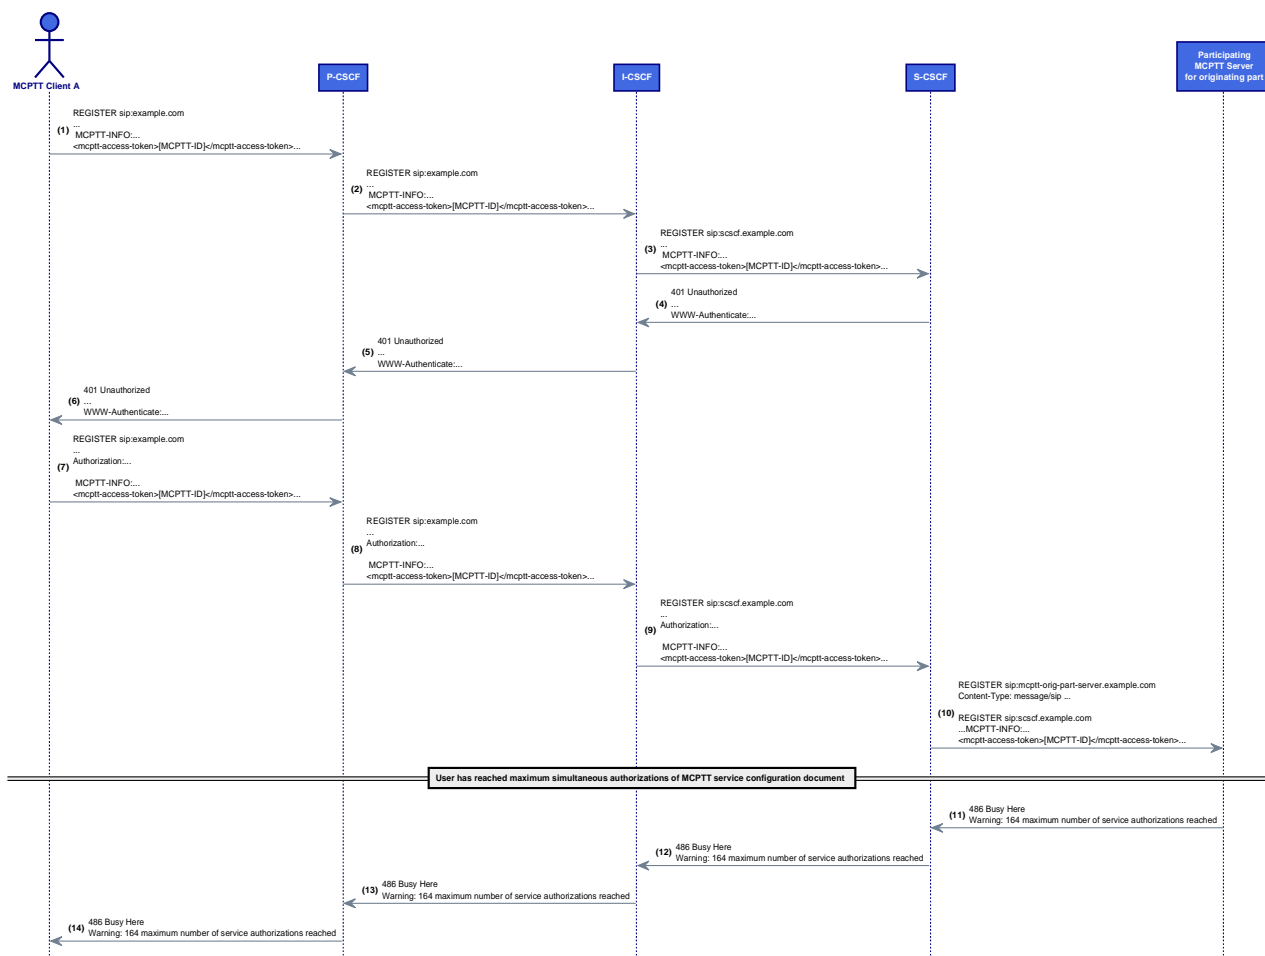 MCPTT Client A
P-CSCF
I-CSCF
S-CSCF
Participating
MCPTT Server
for originating part
REGISTER sip:example.com
(1) ...
MCPTT-INFO:...
<mcptt-access-token>[MCPTT-ID]</mcptt-access-token>...
REGISTER sip:example.com
(2) ...
MCPTT-INFO:...
<mcptt-access-token>[MCPTT-ID]</mcptt-access-token>...
REGISTER sip:scscf.example.com
(3) ...
MCPTT-INFO:...
<mcptt-access-token>[MCPTT-ID]</mcptt-access-token>...
401 Unauthorized
(4) ...
WWW-Authenticate:...
401 Unauthorized
(5) ...
WWW-Authenticate:...
401 Unauthorized
(6) ...
WWW-Authenticate:...
REGISTER sip:example.com
...
Authorization:...
(7)
MCPTT-INFO:...
<mcptt-access-token>[MCPTT-ID]</mcptt-access-token>...
REGISTER sip:example.com
...
Authorization:...
(8)
MCPTT-INFO:...
<mcptt-access-token>[MCPTT-ID]</mcptt-access-token>...
REGISTER sip:scscf.example.com
...
Authorization:...
(9)
MCPTT-INFO:...
<mcptt-access-token>[MCPTT-ID]</mcptt-access-token>...
REGISTER sip:mcptt-orig-part-server.example.com
Content-Type: message/sip ...
(10)
REGISTER sip:scscf.example.com
...MCPTT-INFO:...
<mcptt-access-token>[MCPTT-ID]</mcptt-access-token>...
User has reached maximum simultaneous authorizations of MCPTT service configuration document
486 Busy Here
(11) Warning: 164 maximum number of service authorizations reached
486 Busy Here
(12) Warning: 164 maximum number of service authorizations reached
486 Busy Here
(13) Warning: 164 maximum number of service authorizations reached
486 Busy Here
(14) Warning: 164 maximum number of service authorizations reached